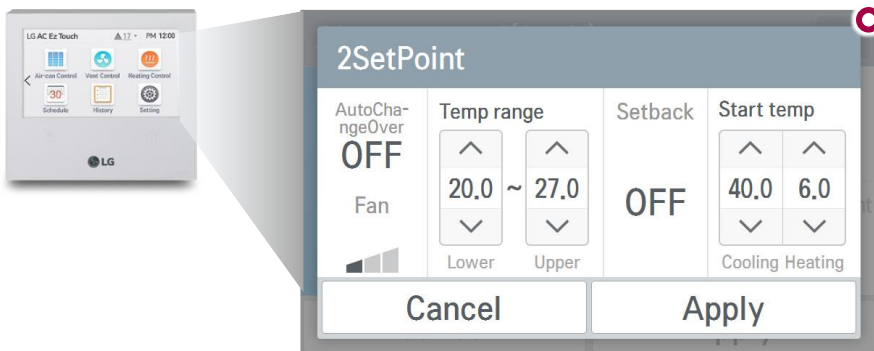 LG AC Ez Touch 17 PM 12:00
Air-con Control Vent Control Heating Control
30
Schedule History Setting
LG
2SetPoint
AutoCha-
ngeOver
OFF
Fan
Temp range
20.0 ~ 27.0
Lower Upper
Setback
OFF
Start temp
40.0 6.0
Cooling Heating
Cancel Apply